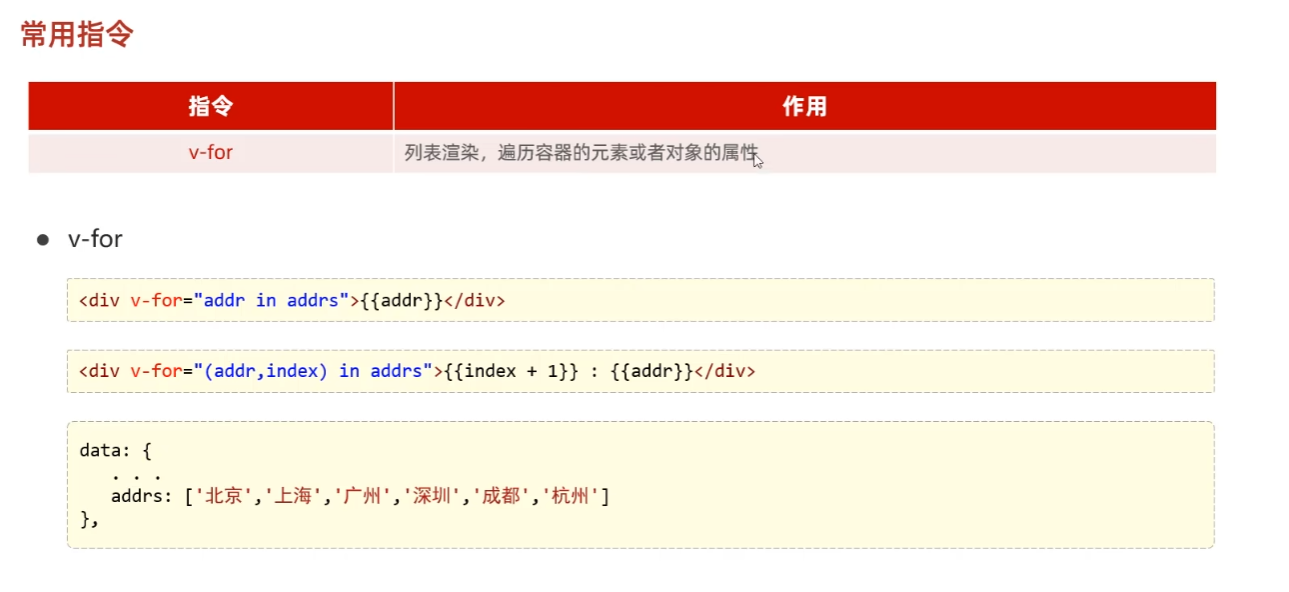 常用指令
指令 作用
v-for 列表渲染，遍历容器的元素或者对象的属性
● v-for
<div v-for="addr in addrs">{{addr}}</div>
<div v-for="(addr,index) in addrs">{{index + 1}} : {{addr}}</div>
data: {
. . .
addrs: ['北京','上海','广州','深圳','成都','杭州']
},